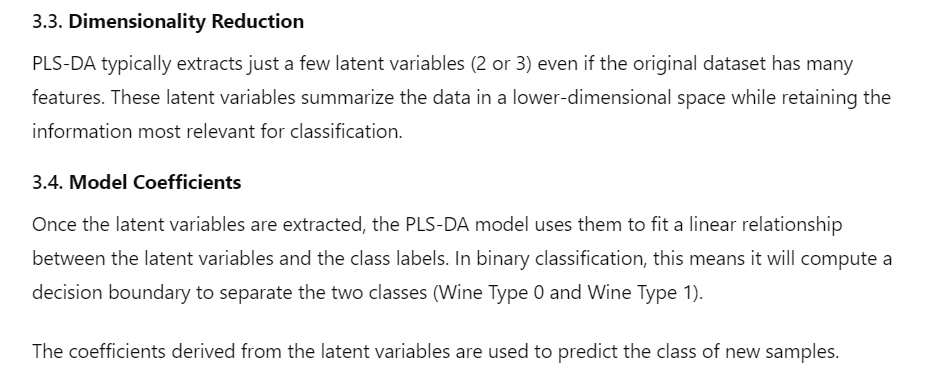 3.3. Dimensionality Reduction
PLS-DA typically extracts just a few latent variables (2 or 3) even if the original dataset has many
features. These latent variables summarize the data in a lower-dimensional space while retaining the
information most relevant for classification.
3.4. Model Coefficients
Once the latent variables are extracted, the PLS-DA model uses them to fit a linear relationship
between the latent variables and the class labels. In binary classification, this means it will compute a
decision boundary to separate the two classes (Wine Type 0 and Wine Type 1).
The coefficients derived from the latent variables are used to predict the class of new samples.